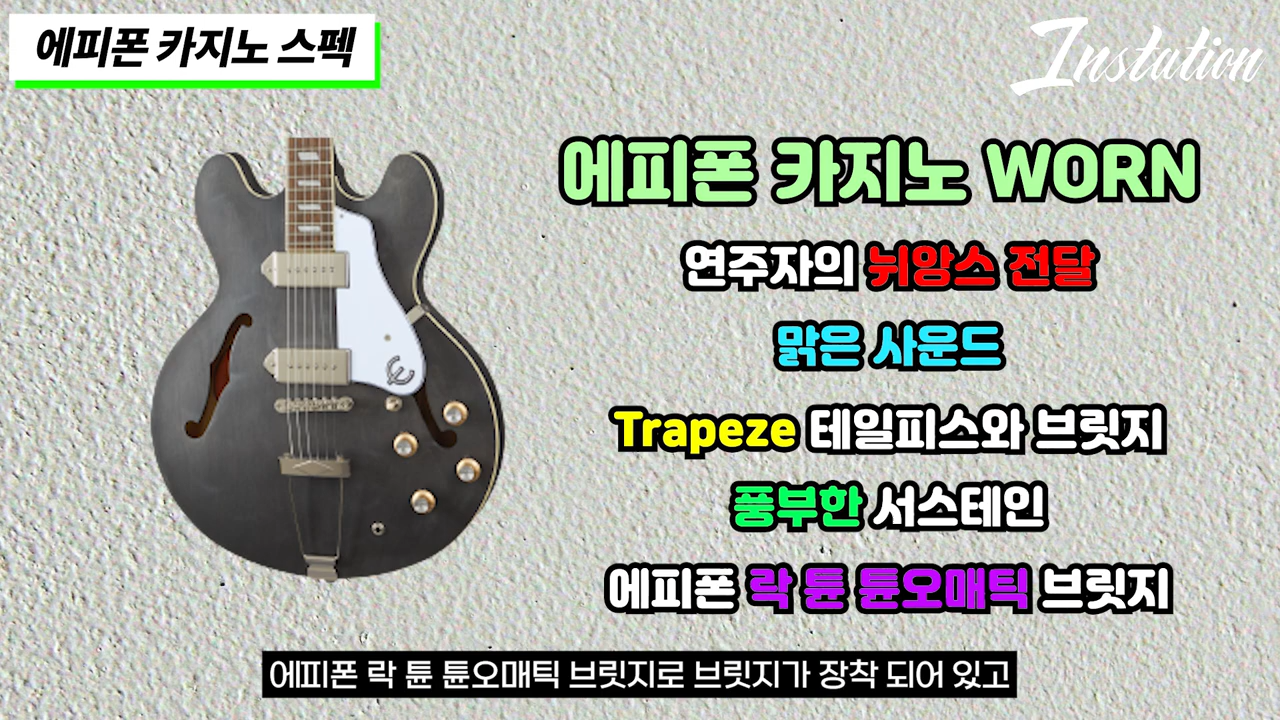 에피폰 카지노 스펙
Instation
에피폰 카지노 WORN
연주자의 뉘앙스 전달
맑은 사운드
Trapeze 테일피스와 브릿지
풍부한 서스테인
에피폰 락 튠 튠오매틱 브릿지
에피폰 락 튠 튠오매틱 브릿지로 브릿지가 장착 되어 있고